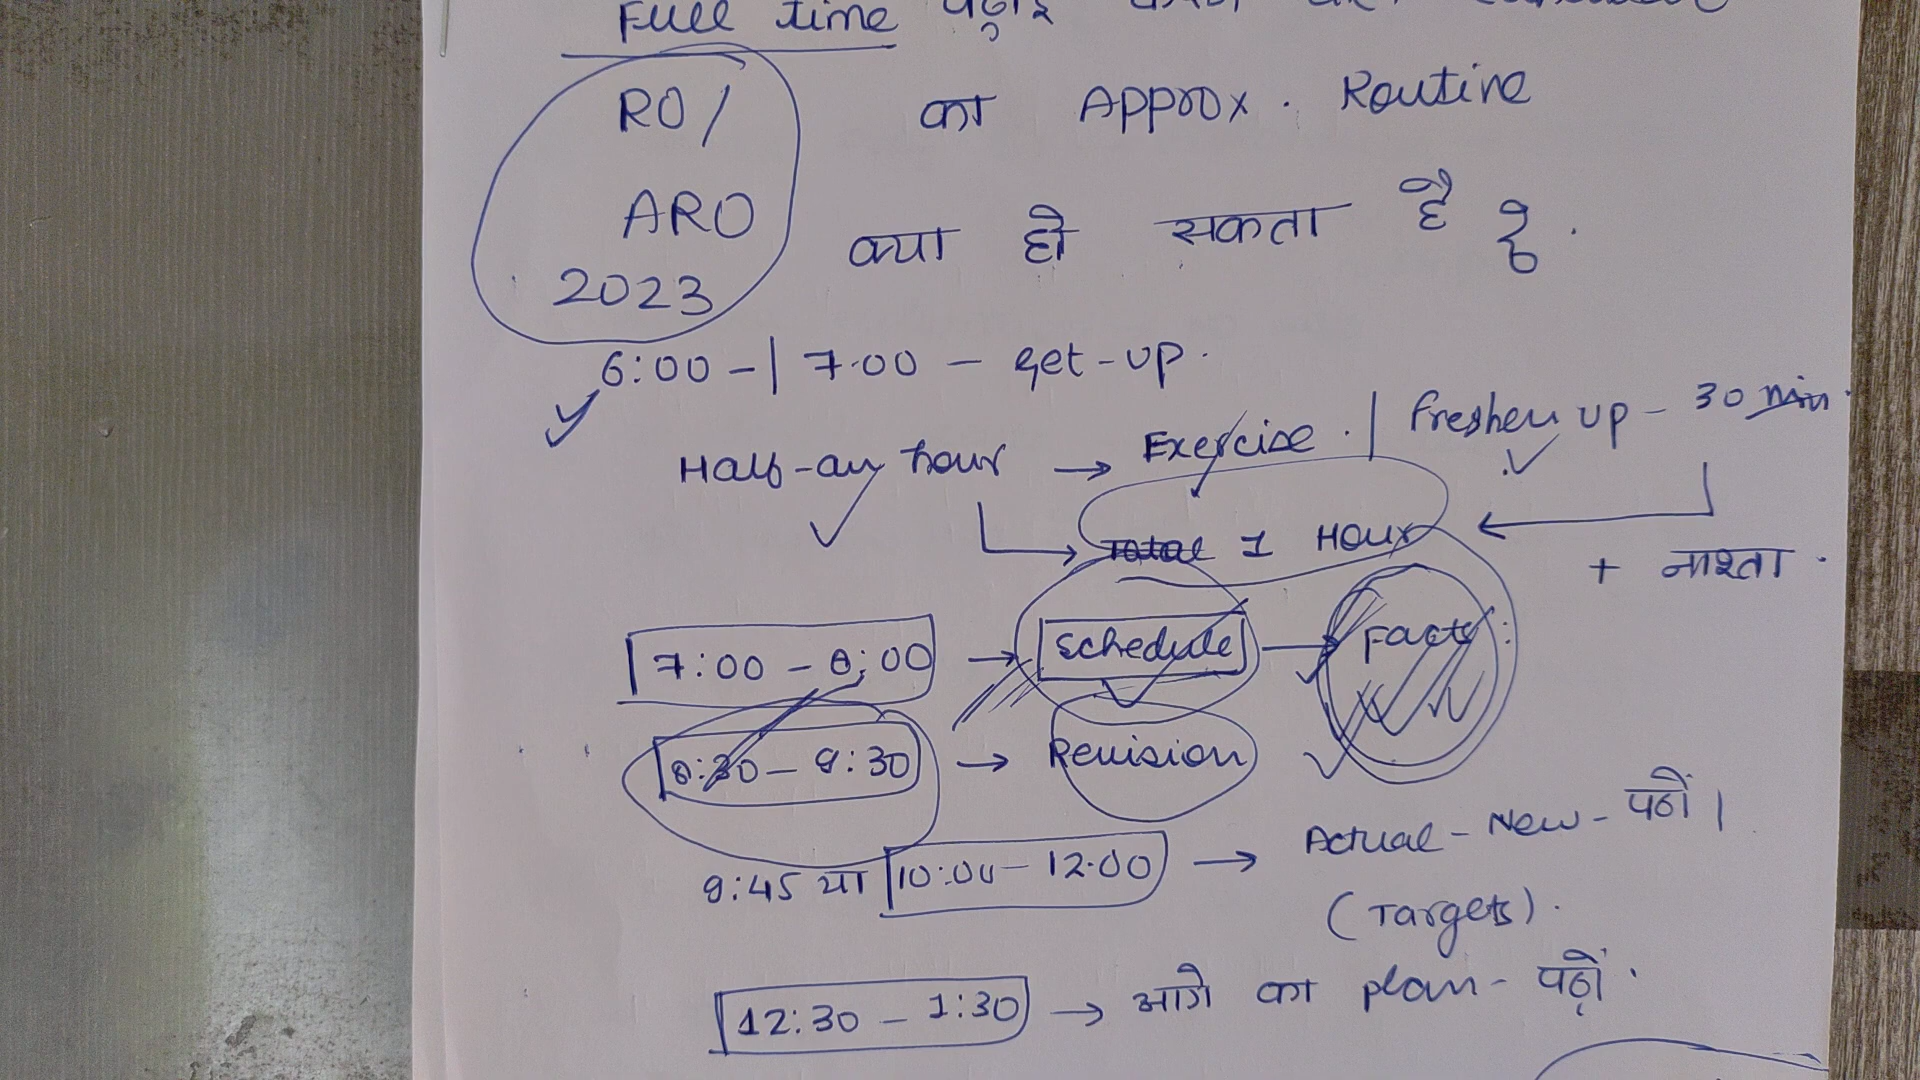 Full time पढ़ाई
RO/
ARO
2023
का Approx. Routine
क्या हो सकता है ?
6:00 - | 7.00 - get-up.
Half-an hour → Exercise. | Freshen up - 30 min.
Total 1 Hour
+ नाश्ता.
7:00 - 8:00 → Schedule → Facts:
8:30 - 9:30 → Revision
9:45 या 10:00 - 12.00 → Actual - New - पढो।
(Targets).
12:30 - 1:30 → आगे का plan - पढ़ों.